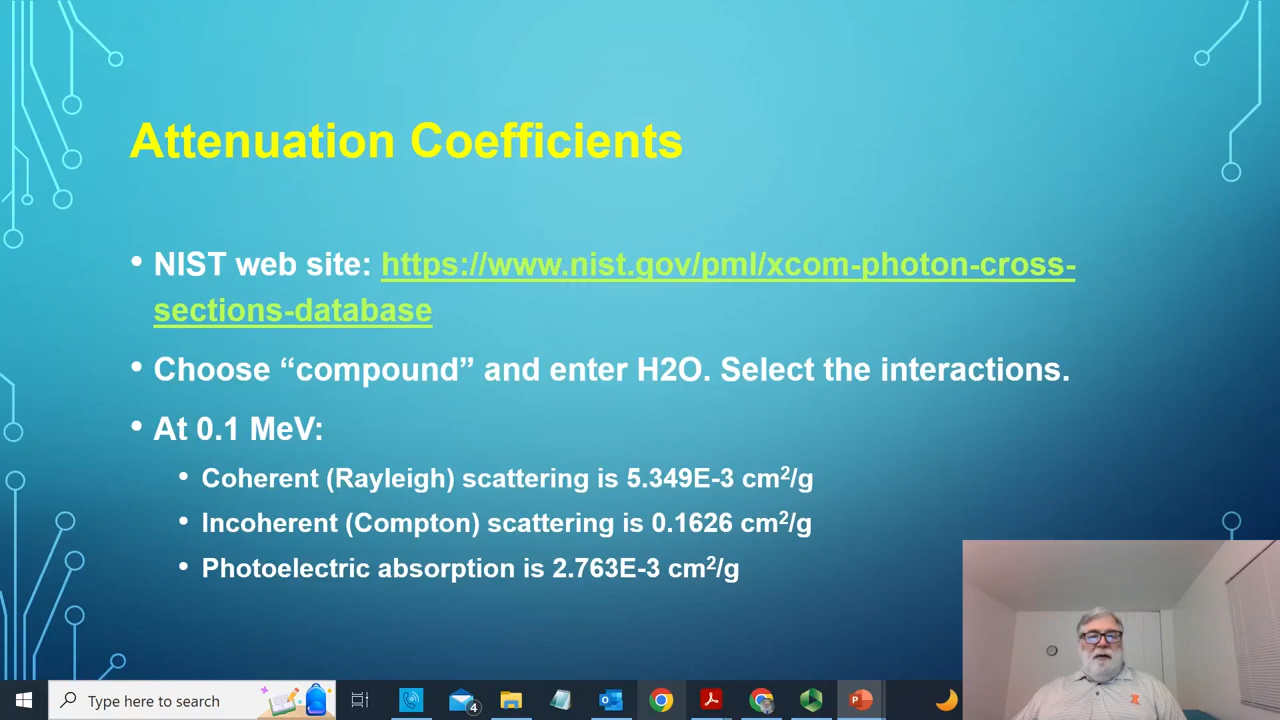 Attenuation Coefficients
• NIST web site: https://www.nist.gov/pml/xcom-photon-cross-
sections-database
• Choose “compound” and enter H2O. Select the interactions.
• At 0.1 MeV:
• Coherent (Rayleigh) scattering is 5.349E-3 cm²/g
• Incoherent (Compton) scattering is 0.1626 cm²/g
• Photoelectric absorption is 2.763E-3 cm²/g
Type here to search
4